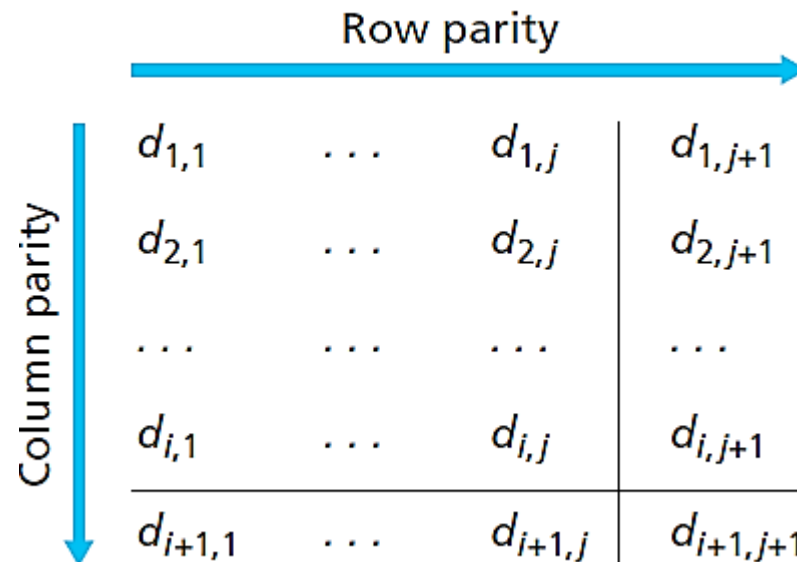 Row parity
Column parity
d1,1 . . . d1,j d1,j+1
d2,1 . . . d2,j d2,j+1
. . . . . . . . . . . .
di,1 . . . di,j di,j+1
di+1,1 . . . di+1,j di+1,j+1